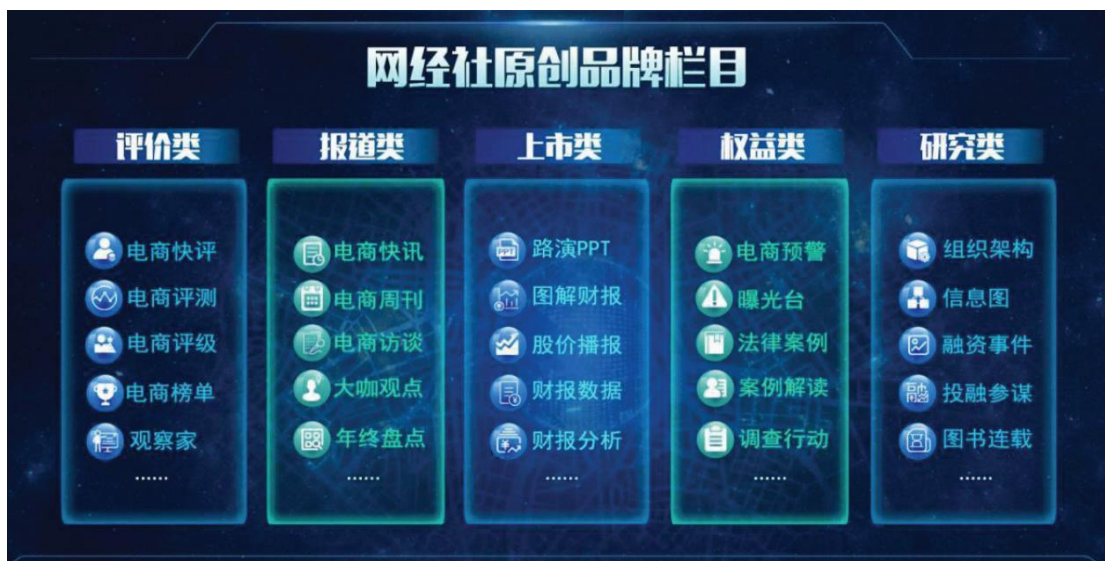 网经社原创品牌栏目
评价类
电商快评
电商评测
电商评级
电商榜单
观察家
……
报道类
电商快讯
电商周刊
电商访谈
大咖观点
年终盘点
……
上市类
PPT
路演PPT
图解财报
股价播报
财报数据
财报分析
……
权益类
电商预警
曝光台
法律案例
案例解读
调查行动
……
研究类
组织架构
信息图
融资事件
融
投融参谋
图书连载
……